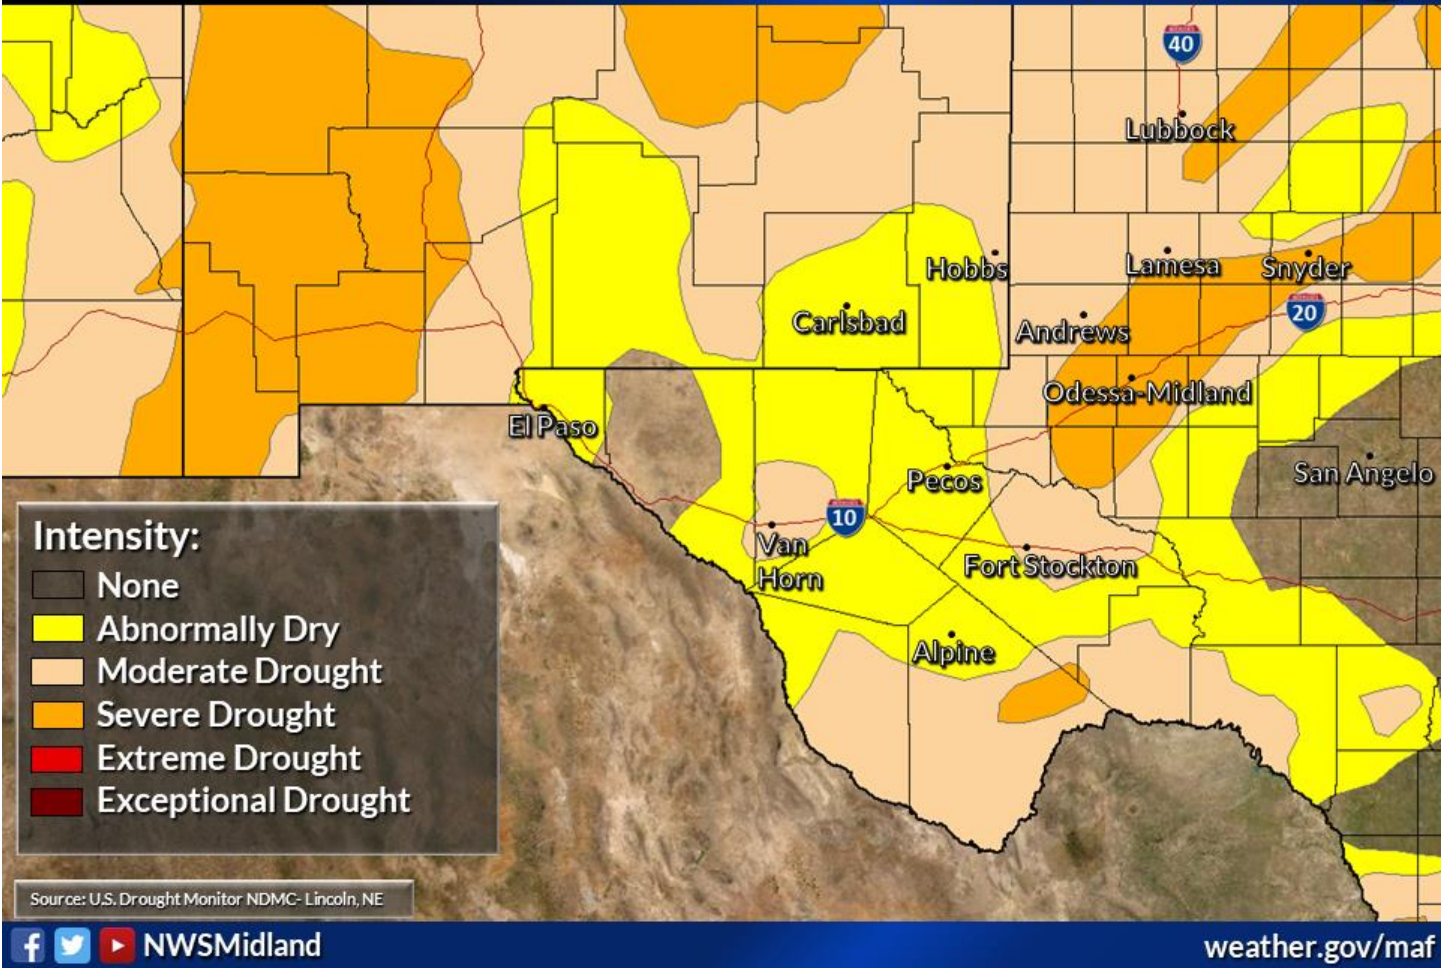 40
Lubbock
Hobbs
Lamesa
Snyder
Carlsbad
Andrews
20
Odessa-Midland
El Paso
San Angelo
Pecos
10
Van
Horn
Fort Stockton
Alpine
Intensity:
None
Abnormally Dry
Moderate Drought
Severe Drought
Extreme Drought
Exceptional Drought
Source: U.S. Drought Monitor NDMC- Lincoln, NE
NWSMidland
weather.gov/maf